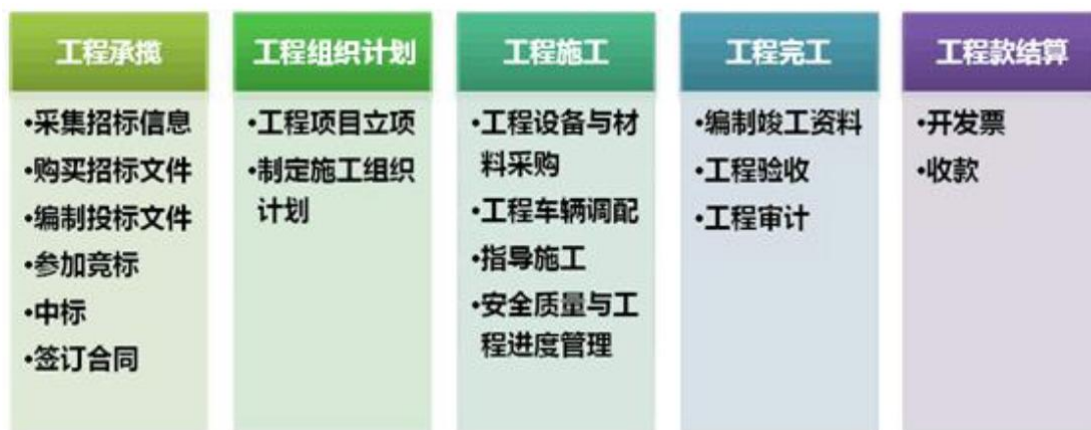 工程承揽
•采集招标信息
•购买招标文件
•编制投标文件
•参加竞标
•中标
•签订合同
工程组织计划
•工程项目立项
•制定施工组织
计划
工程施工
•工程设备与材
料采购
•工程车辆调配
•指导施工
•安全质量与工
程进度管理
工程完工
•编制竣工资料
•工程验收
•工程审计
工程款结算
•开发票
•收款